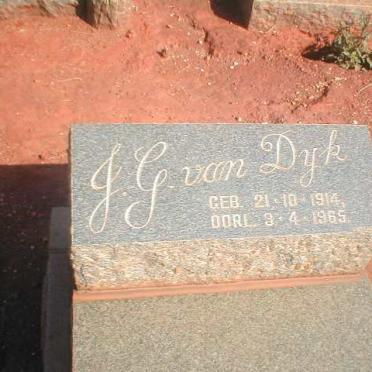 J. G. van Dyk
GEB. 21·10·1914,
OORL. 3·4·1965.